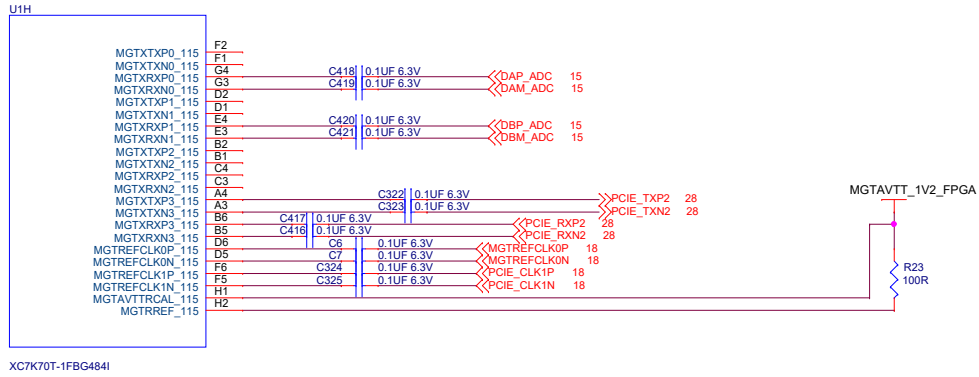 U1H
MGTXTXP0_115 F2
MGTXTXN0_115 F1
MGTXRXP0_115 G4 C418 0.1UF 6.3V DAP_ADC 15
MGTXRXN0_115 G3 C419 0.1UF 6.3V DAM_ADC 15
MGTXTXP1_115 D2
MGTXTXN1_115 D1
MGTXRXP1_115 E4 C420 0.1UF 6.3V DBP_ADC 15
MGTXRXN1_115 E3 C421 0.1UF 6.3V DBM_ADC 15
MGTXTXP2_115 B2
MGTXTXN2_115 B1
MGTXRXP2_115 C4
MGTXRXN2_115 C3
MGTXTXP3_115 A4 C322 0.1UF 6.3V PCIE_TXP2 28
MGTXTXN3_115 A3 C323 0.1UF 6.3V PCIE_TXN2 28
MGTXRXP3_115 B6 C417 0.1UF 6.3V PCIE_RXP2 28
MGTXRXN3_115 B5 C416 0.1UF 6.3V PCIE_RXN2 28
MGTREFCLK0P_115 D6 C6 0.1UF 6.3V MGTREFCLK0P 18
MGTREFCLK0N_115 D5 C7 0.1UF 6.3V MGTREFCLK0N 18
MGTREFCLK1P_115 F6 C324 0.1UF 6.3V PCIE_CLK1P 18
MGTREFCLK1N_115 F5 C325 0.1UF 6.3V PCIE_CLK1N 18
MGTAVTTRCAL_115 H1
MGTRREF_115 H2
MGTAVTT_1V2_FPGA
R23
100R
XC7K70T-1FBG484I